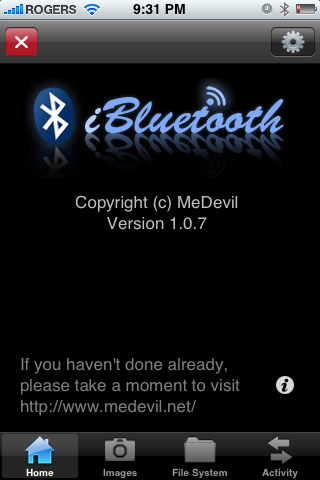 ROGERS 9:31 PM
iBluetooth
Copyright (c) MeDevil
Version 1.0.7
If you haven't done already,
please take a moment to visit
http://www.medevil.net/
Home Images File System Activity